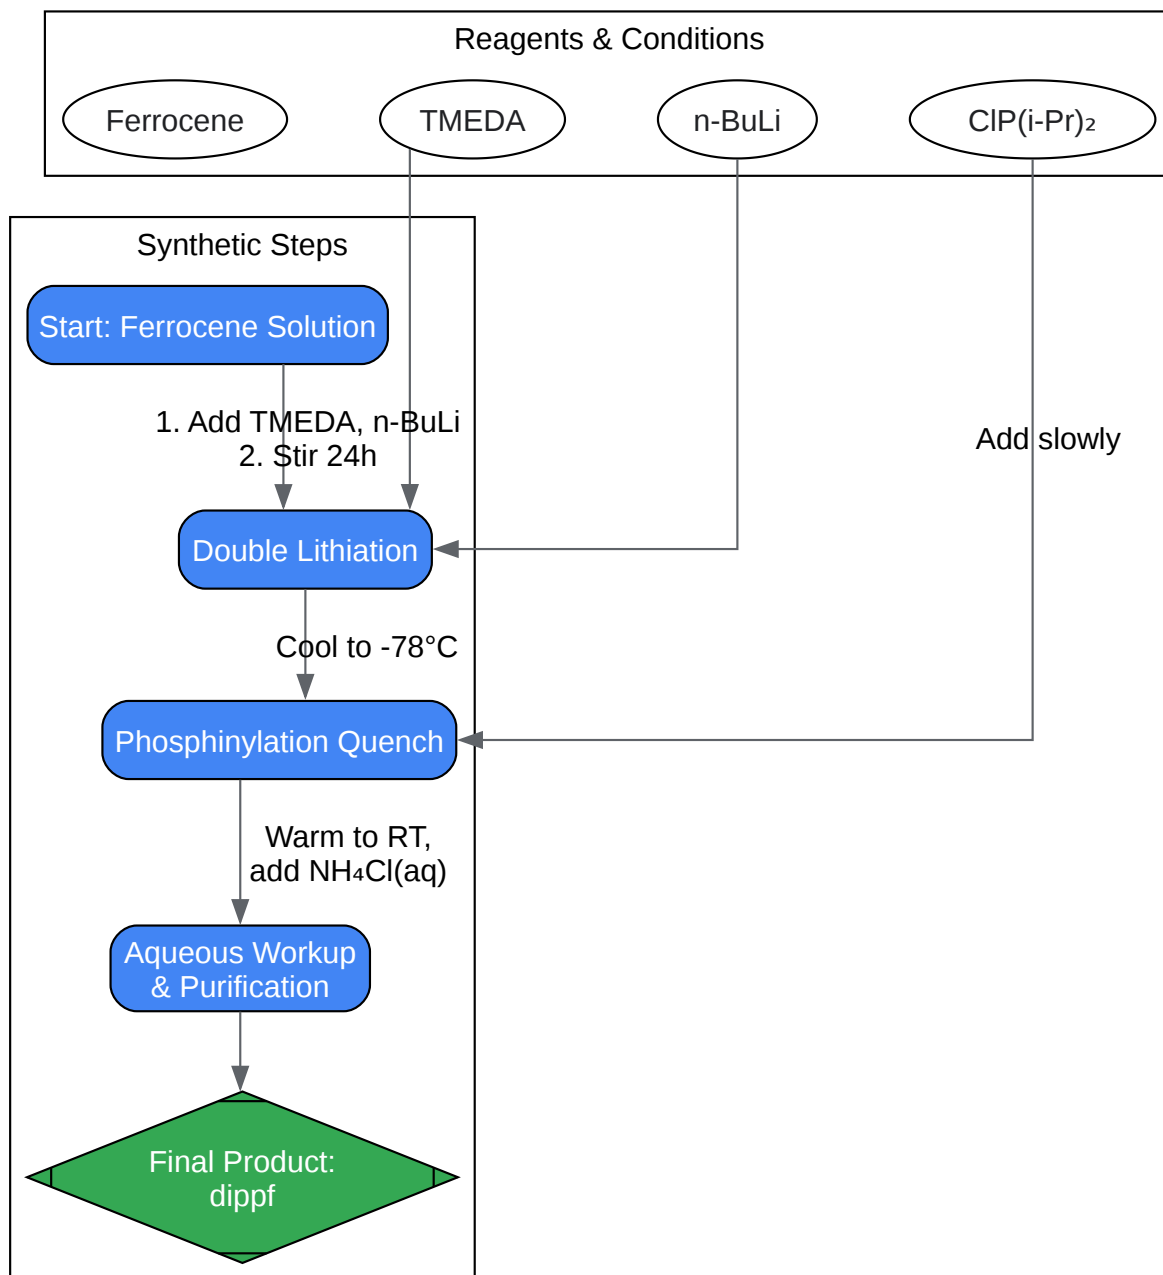 Reagents & Conditions
Ferrocene
TMEDA
n-BuLi
ClP(i-Pr)₂
Synthetic Steps
Start: Ferrocene Solution
1. Add TMEDA, n-BuLi
2. Stir 24h
Add slowly
Double Lithiation
Cool to -78°C
Phosphinylation Quench
Warm to RT,
add NH₄Cl(aq)
Aqueous Workup
& Purification
Final Product:
dippf